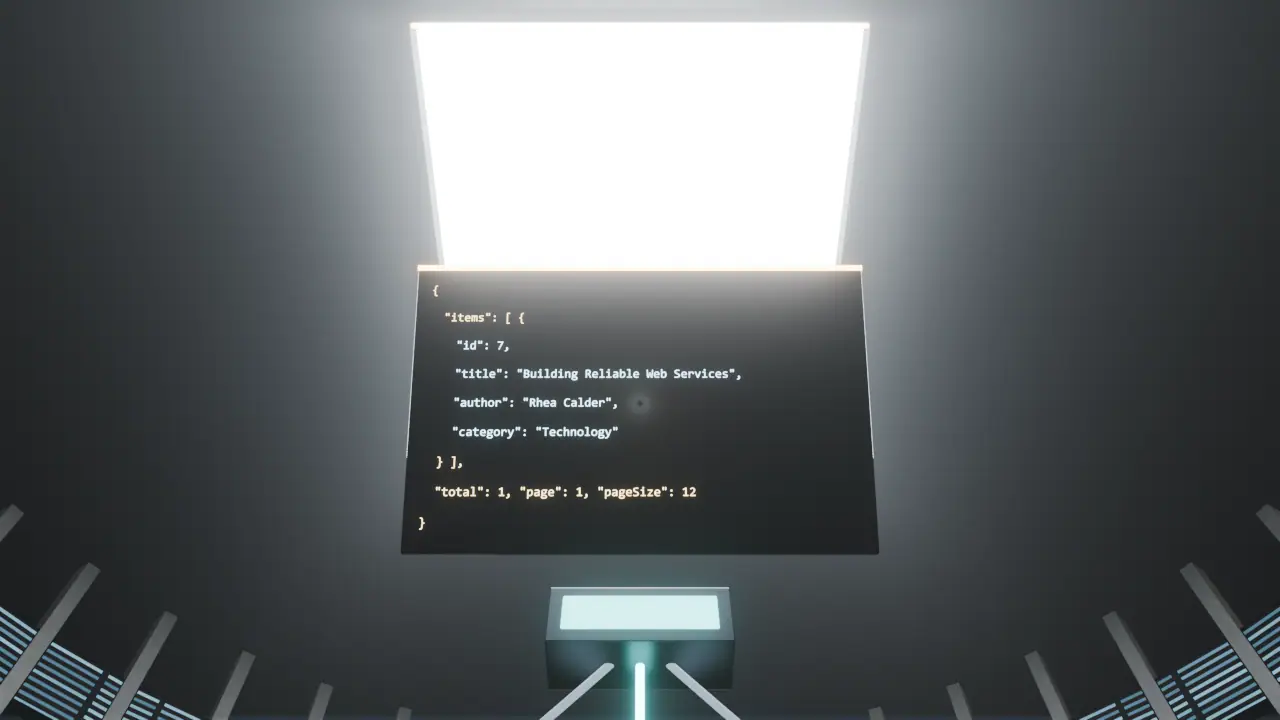 {
"items": [ {
"id": 7,
"title": "Building Reliable Web Services",
"author": "Rhea Calder",
"category": "Technology"
} ],
"total": 1, "page": 1, "pageSize": 12
}